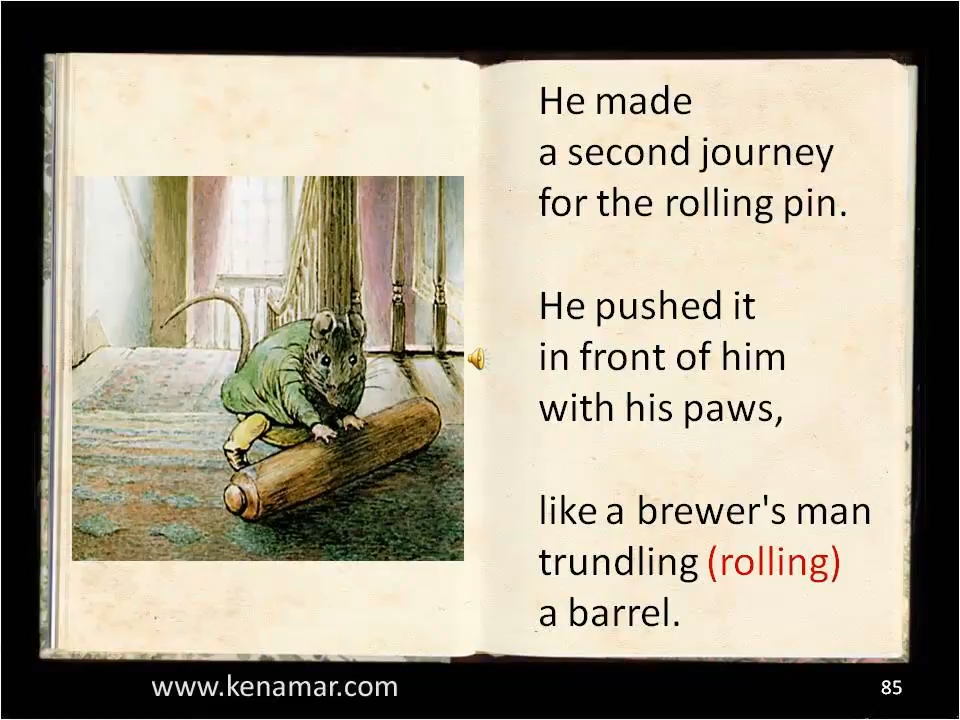 He made
a second journey
for the rolling pin.
He pushed it
in front of him
with his paws,
like a brewer's man
trundling (rolling)
a barrel.
www.kenamar.com
85